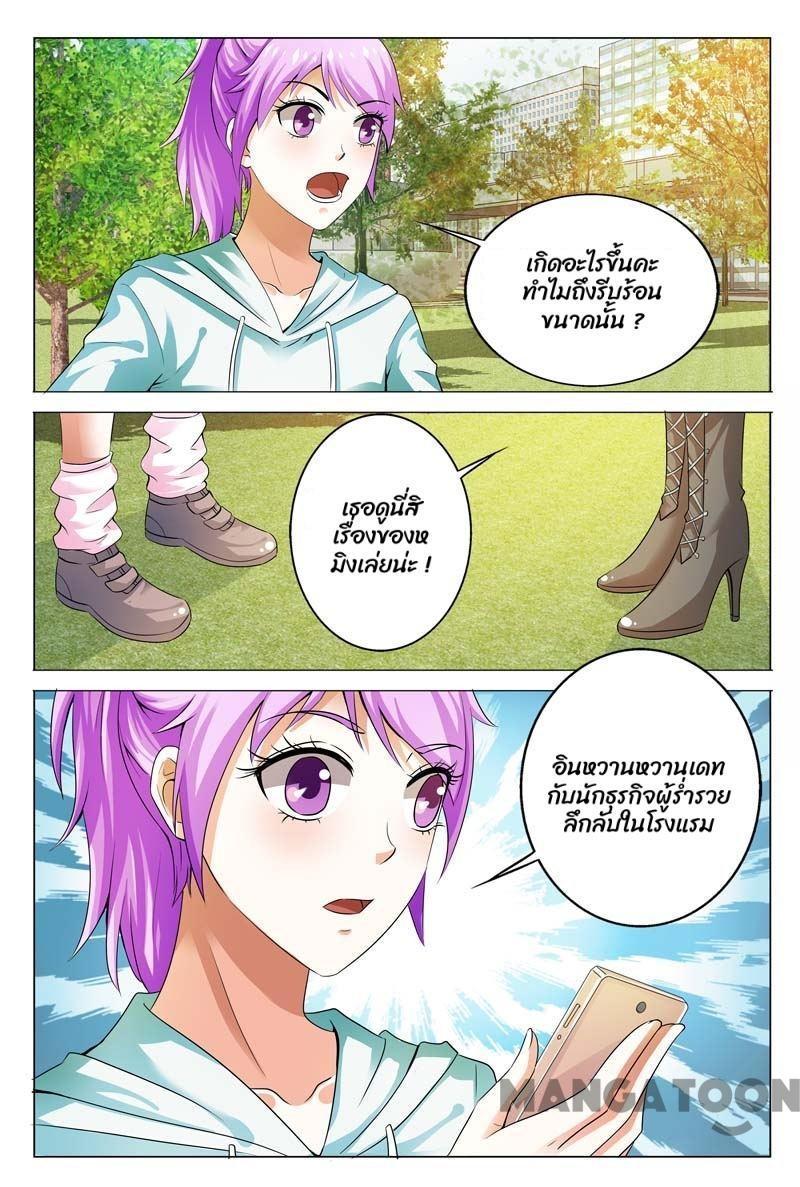 เกิดอะไรขึ้นคะ
ทำไมถึงรีบร้อน
ขนาดนั้น ?
เธอดูนี่สิ
เรื่องของห
มิงเล่ยน่ะ !
อินหวานหวานเดท
กับนักธุรกิจผู้ร่ำรวย
ลึกลับในโรงแรม
MANGATOON